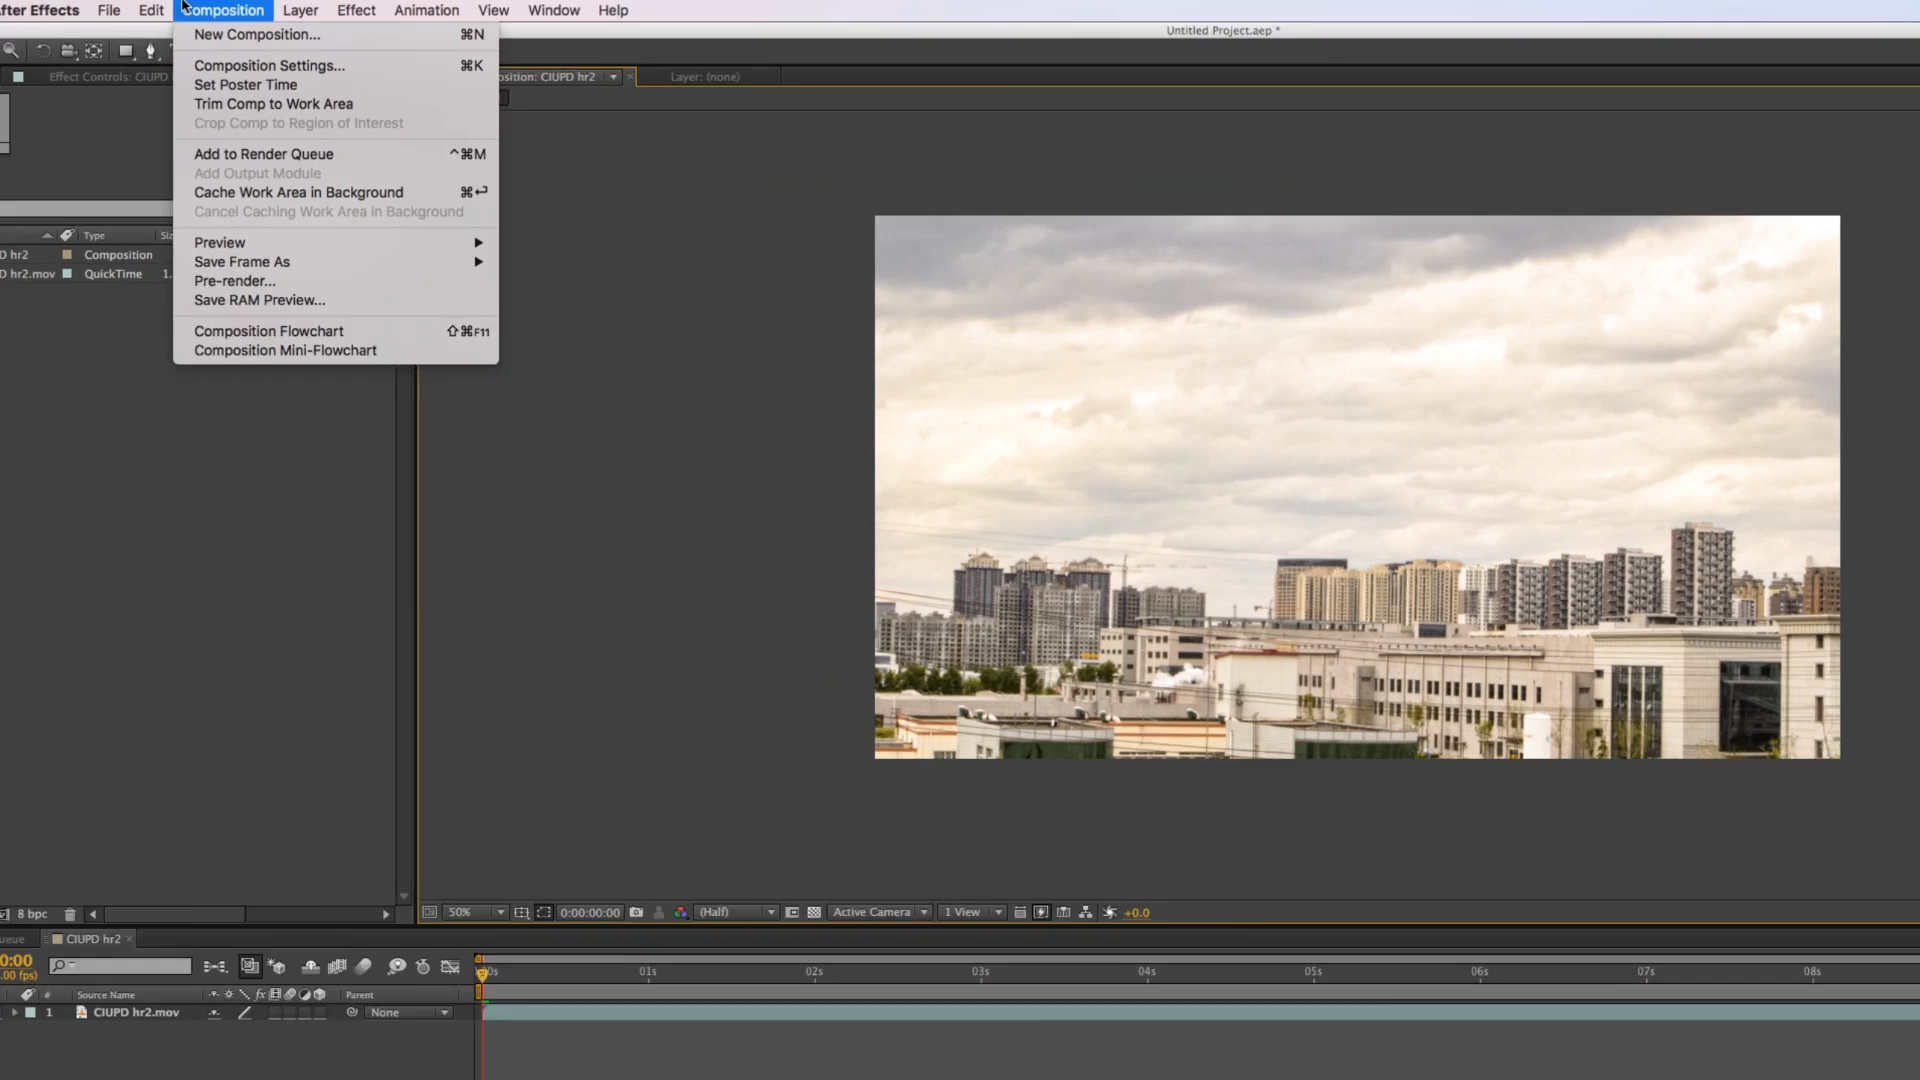 fter Effects File Edit Composition Layer Effect Animation View Window Help
Untitled Project.aep *
Effect Controls: CIUPD
osition: CIUPD hr2
Layer: (none)
New Composition... ⌘N
Composition Settings... ⌘K
Set Poster Time
Trim Comp to Work Area
Crop Comp to Region of Interest
Add to Render Queue ^⌘M
Add Output Module
Cache Work Area in Background ⌘↩
Cancel Caching Work Area in Background
Preview
Save Frame As
Pre-render...
Save RAM Preview...
Composition Flowchart ⇧⌘F11
Composition Mini-Flowchart
Type Siz
D hr2 Composition
D hr2.mov QuickTime 1.
8 bpc
50% 0:00:00:00 (Half) Active Camera 1 View +0.0
ueue CIUPD hr2 ×
0:00
.00 fps)
00s 01s 02s 03s 04s 05s 06s 07s 08s
# Source Name fx Parent
1 CIUPD hr2.mov None